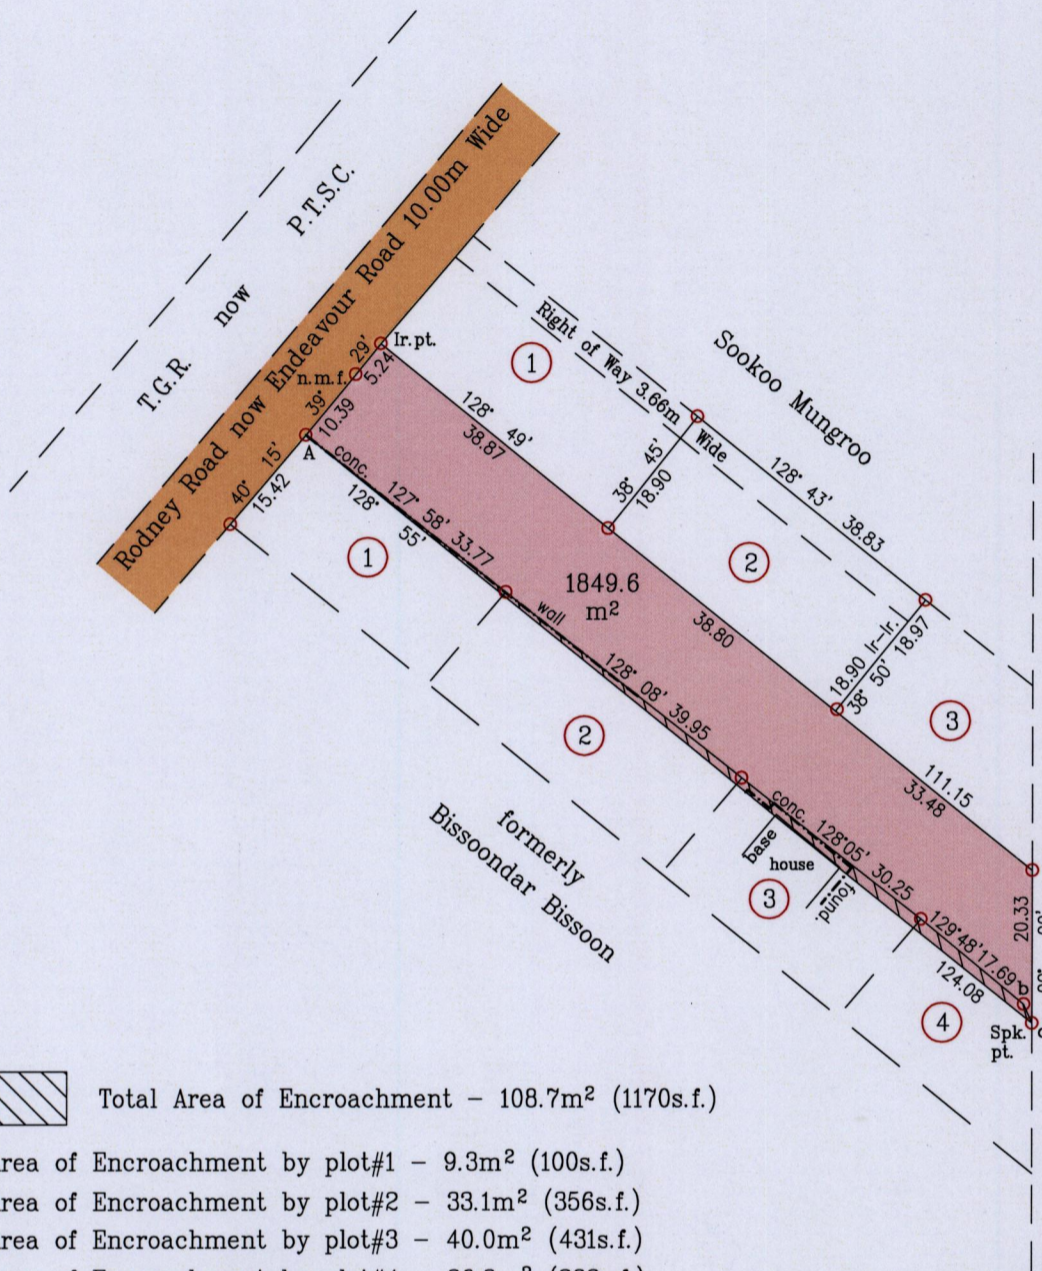 T.G.R. now P.T.S.C.
Rodney Road now Endeavour Road 10.00m Wide
Ir.pt.
n.m.f.
39° 29'
5.24
10.39
A
40° 15'
15.42
1
Right of Way 3.66m Wide
Sookoo Mungroo
128° 49'
38.87
38° 45'
18.90
128° 43' 38.83
2
38.80
18.90 Ir-Ir.
38° 50' 18.97
3
111.15
33.48
1849.6
m²
conc.
127° 58' 33.77
128° 55'
1
wall
128° 08' 39.95
2
conc.
128°05' 30.25
base
house
found.
3
129°48'17.69
124.08
b
20.33
4
Spk.
pt.
formerly
Bissoondar Bissoon
Total Area of Encroachment – 108.7m² (1170s.f.)
rea of Encroachment by plot#1 – 9.3m² (100s.f.)
rea of Encroachment by plot#2 – 33.1m² (356s.f.)
rea of Encroachment by plot#3 – 40.0m² (431s.f.)